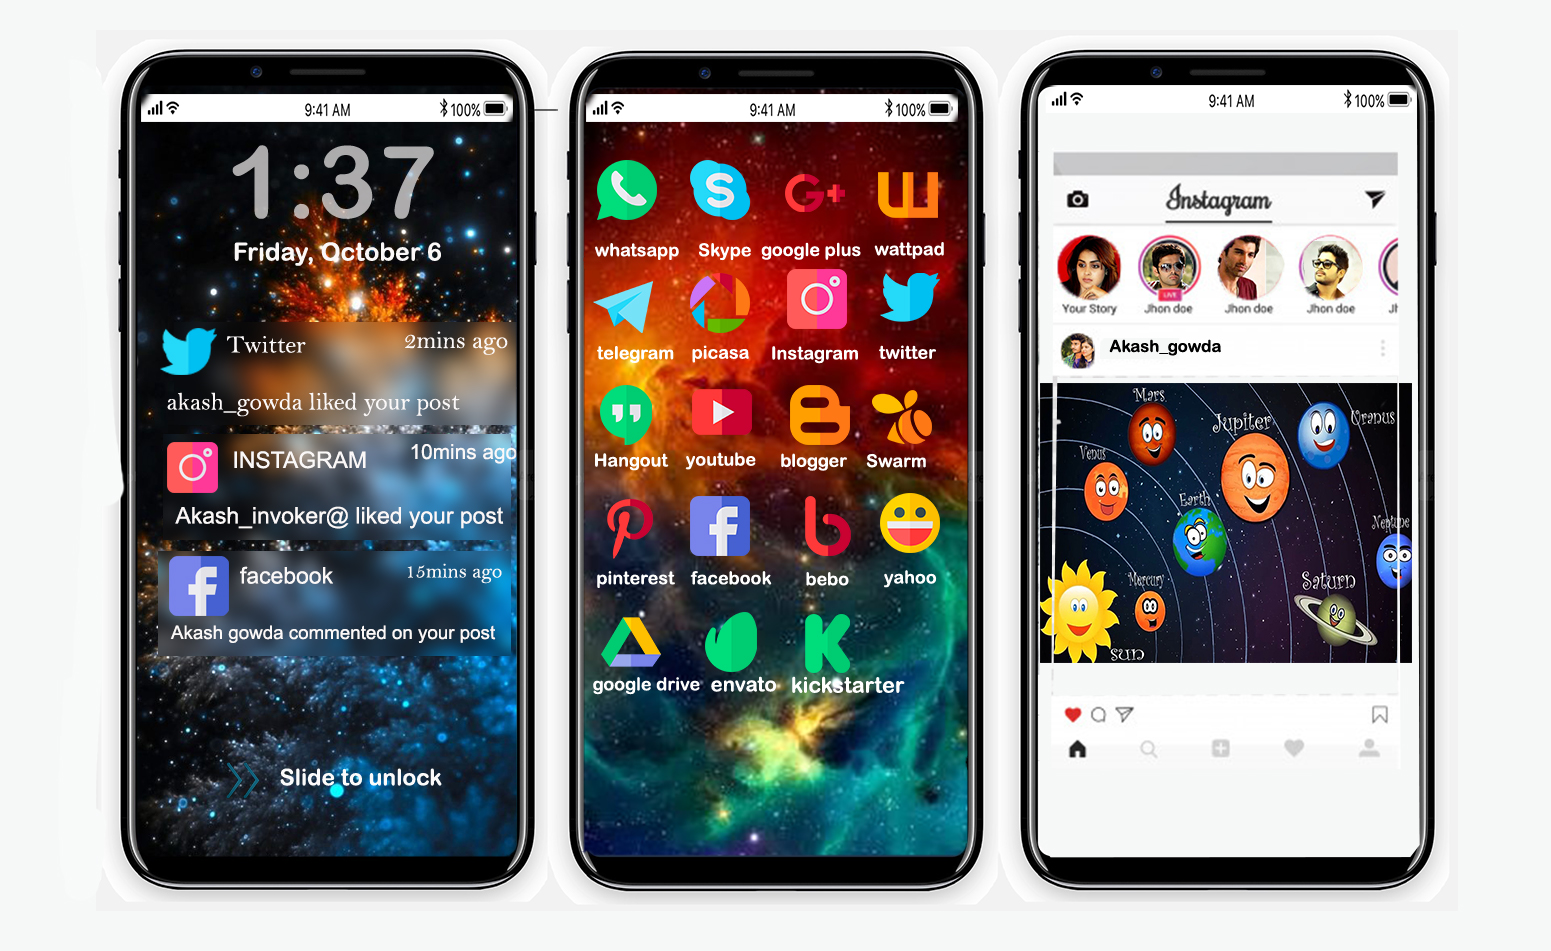 9:41 AM
100%
1:37
Friday, October 6
Twitter
2mins ago
akash_gowda liked your post
INSTAGRAM
10mins ago
Akash_invoker@ liked your post
facebook
15mins ago
Akash gowda commented on your post
Slide to unlock
9:41 AM
100%
whatsapp
Skype
google plus
wattpad
telegram
picasa
Instagram
twitter
Hangout
youtube
blogger
Swarm
pinterest
facebook
bebo
yahoo
google drive
envato
kickstarter
9:41 AM
100%
Instagram
LIVE
Your Story
Jhon doe
Jhon doe
Jhon doe
Jh
Akash_gowda
Mars
Jupiter
Uranus
Venus
Earth
Neptune
Mercury
Saturn
sun